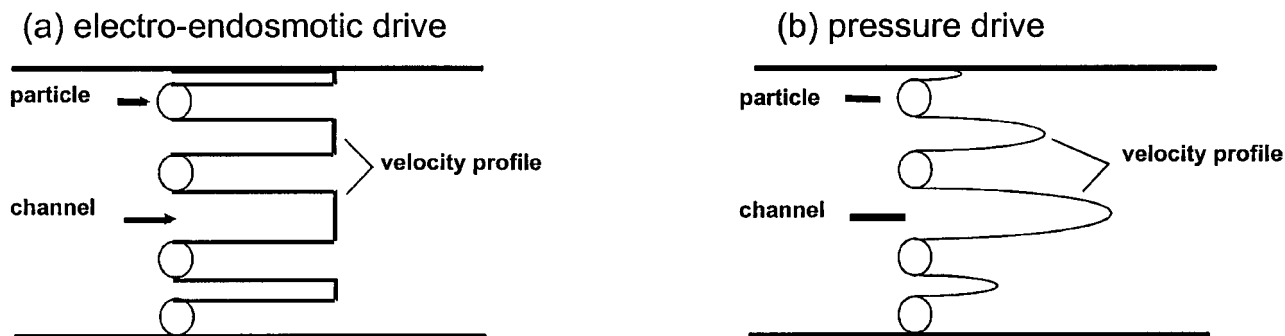 (a) electro-endosmotic drive
particle
velocity profile
channel
(b) pressure drive
particle
velocity profile
channel